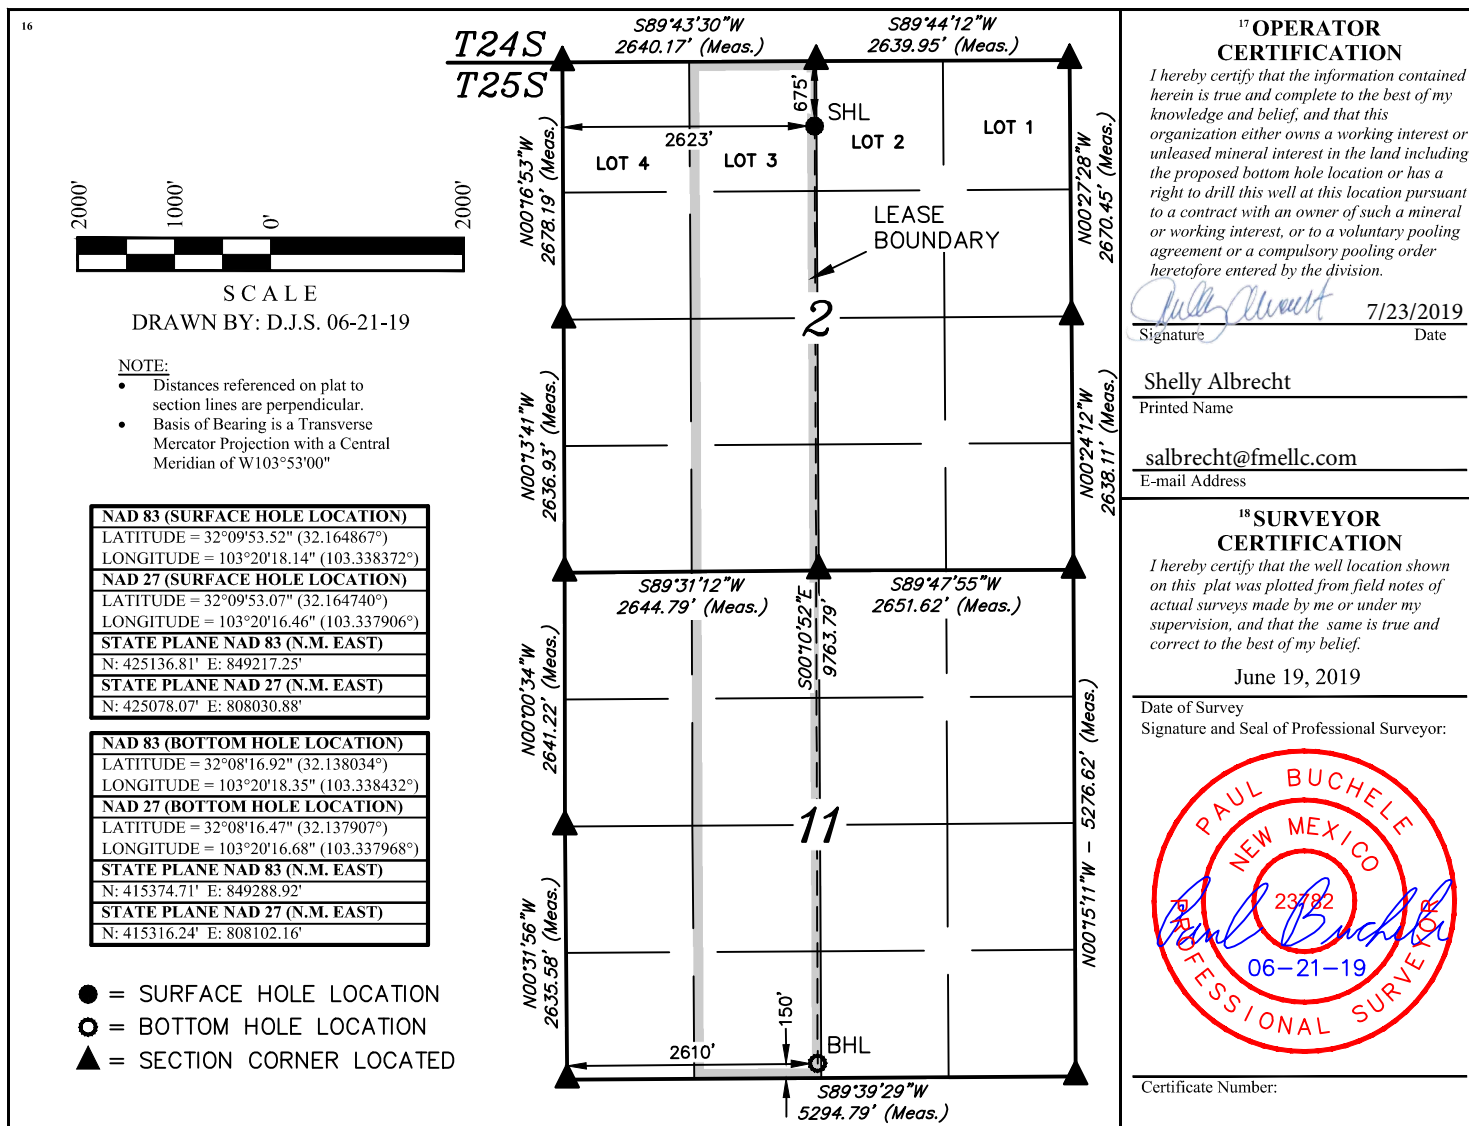 16
T24S
T25S
S89°43'30"W
2640.17' (Meas.)
S89°44'12"W
2639.95' (Meas.)
675'
SHL
2623'
LOT 4
LOT 3
LOT 2
LOT 1
N00°16'53"W
2678.19' (Meas.)
N00°27'28"W
2670.45' (Meas.)
LEASE
BOUNDARY
2
N00°13'41"W
2636.93' (Meas.)
N00°24'12"W
2638.11' (Meas.)
S89°31'12"W
2644.79' (Meas.)
S89°47'55"W
2651.62' (Meas.)
S00°10'52"E
9763.79'
N00°00'34"W
2641.22' (Meas.)
N00°15'11"W - 5276.62' (Meas.)
11
N00°31'56"W
2635.58' (Meas.)
150'
2610'
BHL
S89°39'29"W
5294.79' (Meas.)
2000'
1000'
0'
2000'
SCALE
DRAWN BY: D.J.S. 06-21-19
NOTE:
• Distances referenced on plat to
section lines are perpendicular.
• Basis of Bearing is a Transverse
Mercator Projection with a Central
Meridian of W103°53'00"
NAD 83 (SURFACE HOLE LOCATION)
LATITUDE = 32°09'53.52" (32.164867°)
LONGITUDE = 103°20'18.14" (103.338372°)
NAD 27 (SURFACE HOLE LOCATION)
LATITUDE = 32°09'53.07" (32.164740°)
LONGITUDE = 103°20'16.46" (103.337906°)
STATE PLANE NAD 83 (N.M. EAST)
N: 425136.81' E: 849217.25'
STATE PLANE NAD 27 (N.M. EAST)
N: 425078.07' E: 808030.88'
NAD 83 (BOTTOM HOLE LOCATION)
LATITUDE = 32°08'16.92" (32.138034°)
LONGITUDE = 103°20'18.35" (103.338432°)
NAD 27 (BOTTOM HOLE LOCATION)
LATITUDE = 32°08'16.47" (32.137907°)
LONGITUDE = 103°20'16.68" (103.337968°)
STATE PLANE NAD 83 (N.M. EAST)
N: 415374.71' E: 849288.92'
STATE PLANE NAD 27 (N.M. EAST)
N: 415316.24' E: 808102.16'
= SURFACE HOLE LOCATION
= BOTTOM HOLE LOCATION
= SECTION CORNER LOCATED
17 OPERATOR
CERTIFICATION
I hereby certify that the information contained
herein is true and complete to the best of my
knowledge and belief, and that this
organization either owns a working interest or
unleased mineral interest in the land including
the proposed bottom hole location or has a
right to drill this well at this location pursuant
to a contract with an owner of such a mineral
or working interest, or to a voluntary pooling
agreement or a compulsory pooling order
heretofore entered by the division.
7/23/2019
Signature Date
Shelly Albrecht
Printed Name
salbrecht@fmellc.com
E-mail Address
18 SURVEYOR
CERTIFICATION
I hereby certify that the well location shown
on this plat was plotted from field notes of
actual surveys made by me or under my
supervision, and that the same is true and
correct to the best of my belief.
June 19, 2019
Date of Survey
Signature and Seal of Professional Surveyor:
PAUL BUCHELE
NEW MEXICO
23782
Paul Buchele
06-21-19
PROFESSIONAL SURVEYOR
Certificate Number: